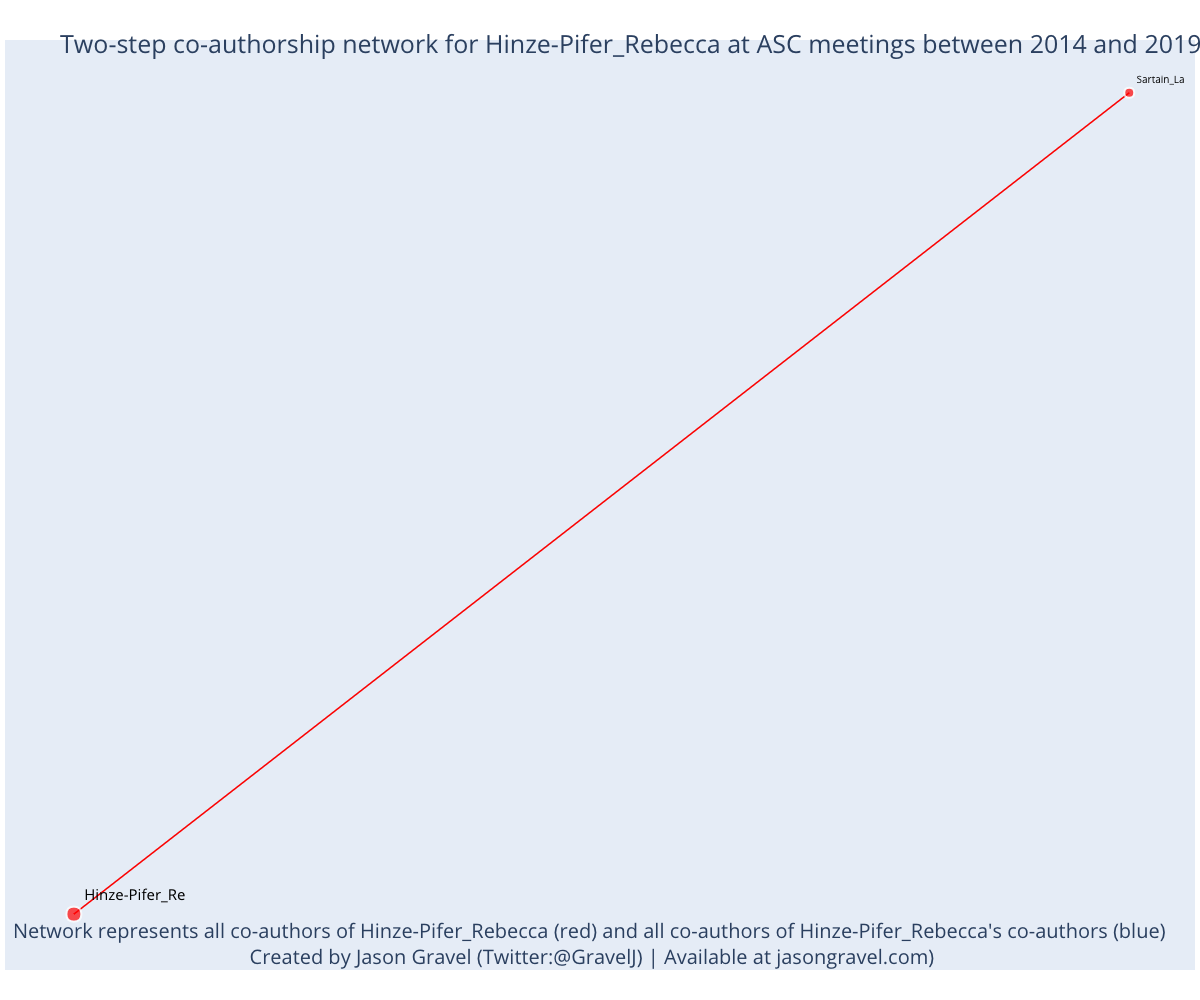 Two-step co-authorship network for Hinze-Pifer_Rebecca at ASC meetings between 2014 and 2019
Sartain_La
Hinze-Pifer_Re
Network represents all co-authors of Hinze-Pifer_Rebecca (red) and all co-authors of Hinze-Pifer_Rebecca's co-authors (blue)
Created by Jason Gravel (Twitter:@GravelJ) | Available at jasongravel.com)